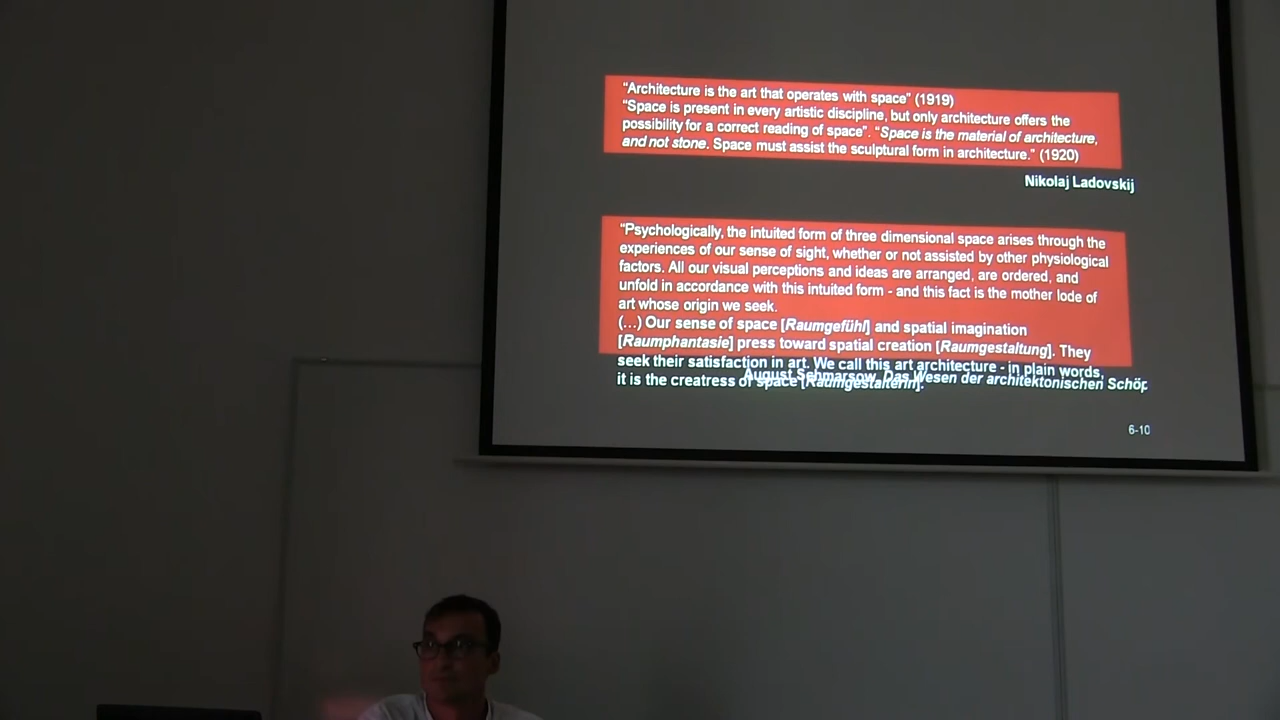 “Architecture is the art that operates with space” (1919)
“Space is present in every artistic discipline, but only architecture offers the
possibility for a correct reading of space”. “Space is the material of architecture,
and not stone. Space must assist the sculptural form in architecture.” (1920)
Nikolaj Ladovskij
“Psychologically, the intuited form of three dimensional space arises through the
experiences of our sense of sight, whether or not assisted by other physiological
factors. All our visual perceptions and ideas are arranged, are ordered, and
unfold in accordance with this intuited form - and this fact is the mother lode of
art whose origin we seek.
(…) Our sense of space [Raumgefühl] and spatial imagination
[Raumphantasie] press toward spatial creation [Raumgestaltung]. They
seek their satisfaction in art. We call this art architecture - in plain words,
it is the creatress of space [Raumgestalterin].
August Schmarsow, Das Wesen der architektonischen Schöp
6-10